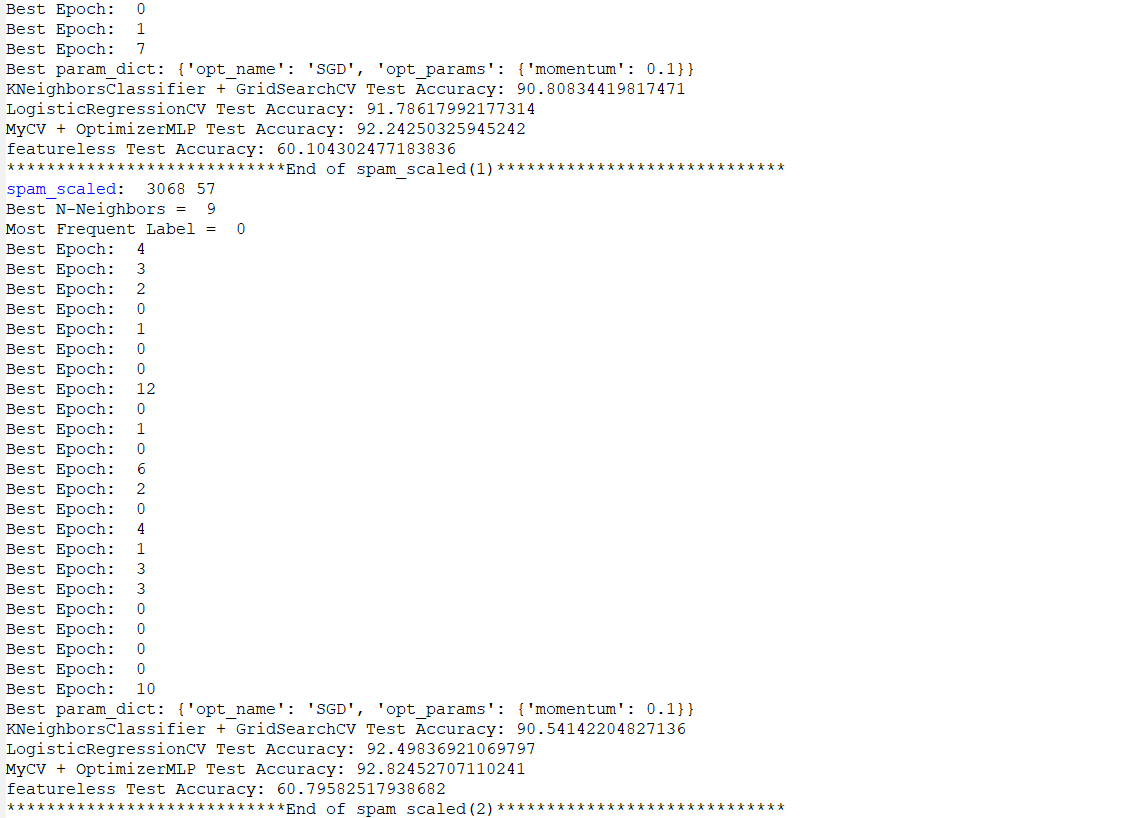 Best Epoch:  0
Best Epoch:  1
Best Epoch:  7
Best param_dict: {'opt_name': 'SGD', 'opt_params': {'momentum': 0.1}}
KNeighborsClassifier + GridSearchCV Test Accuracy: 90.80834419817471
LogisticRegressionCV Test Accuracy: 91.78617992177314
MyCV + OptimizerMLP Test Accuracy: 92.24250325945242
featureless Test Accuracy: 60.104302477183836
****************************End of spam_scaled(1)*****************************
spam_scaled:  3068 57
Best N-Neighbors =  9
Most Frequent Label =  0
Best Epoch:  4
Best Epoch:  3
Best Epoch:  2
Best Epoch:  0
Best Epoch:  1
Best Epoch:  0
Best Epoch:  0
Best Epoch:  12
Best Epoch:  0
Best Epoch:  1
Best Epoch:  0
Best Epoch:  6
Best Epoch:  2
Best Epoch:  0
Best Epoch:  4
Best Epoch:  1
Best Epoch:  3
Best Epoch:  3
Best Epoch:  0
Best Epoch:  0
Best Epoch:  0
Best Epoch:  0
Best Epoch:  10
Best param_dict: {'opt_name': 'SGD', 'opt_params': {'momentum': 0.1}}
KNeighborsClassifier + GridSearchCV Test Accuracy: 90.54142204827136
LogisticRegressionCV Test Accuracy: 92.49836921069797
MyCV + OptimizerMLP Test Accuracy: 92.82452707110241
featureless Test Accuracy: 60.79582517938682
****************************End of spam_scaled(2)*****************************